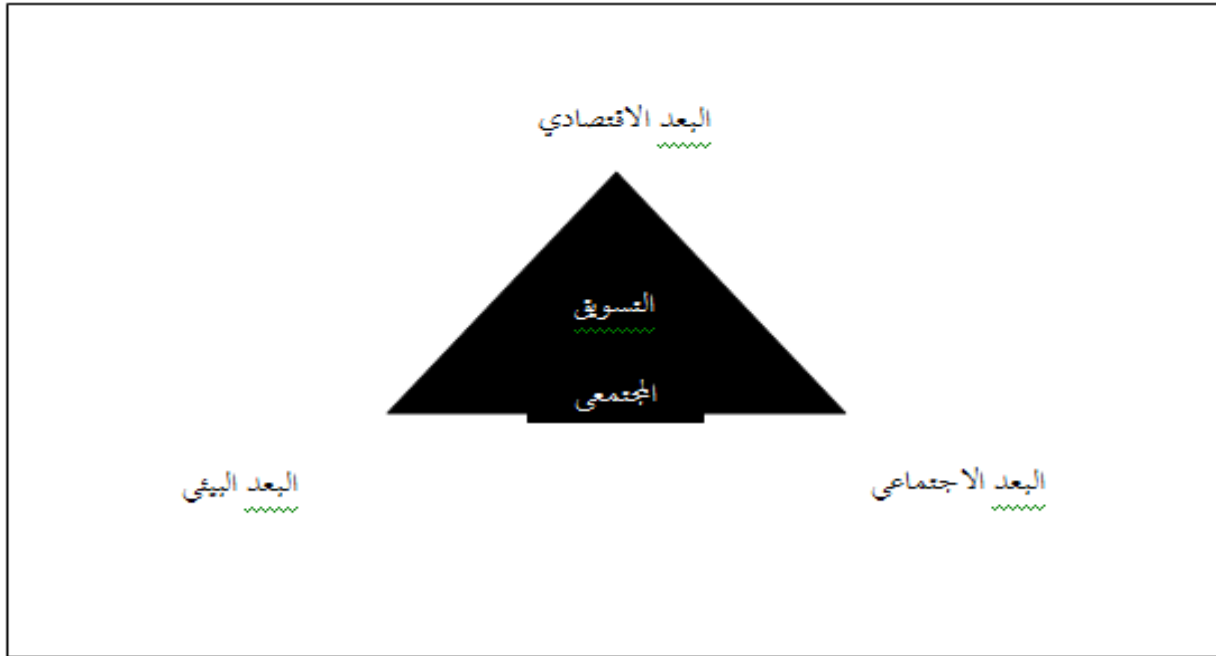 البعد الاقتصادي
التسويق
المجتمعي
البعد الاجتماعي
البعد البيئي